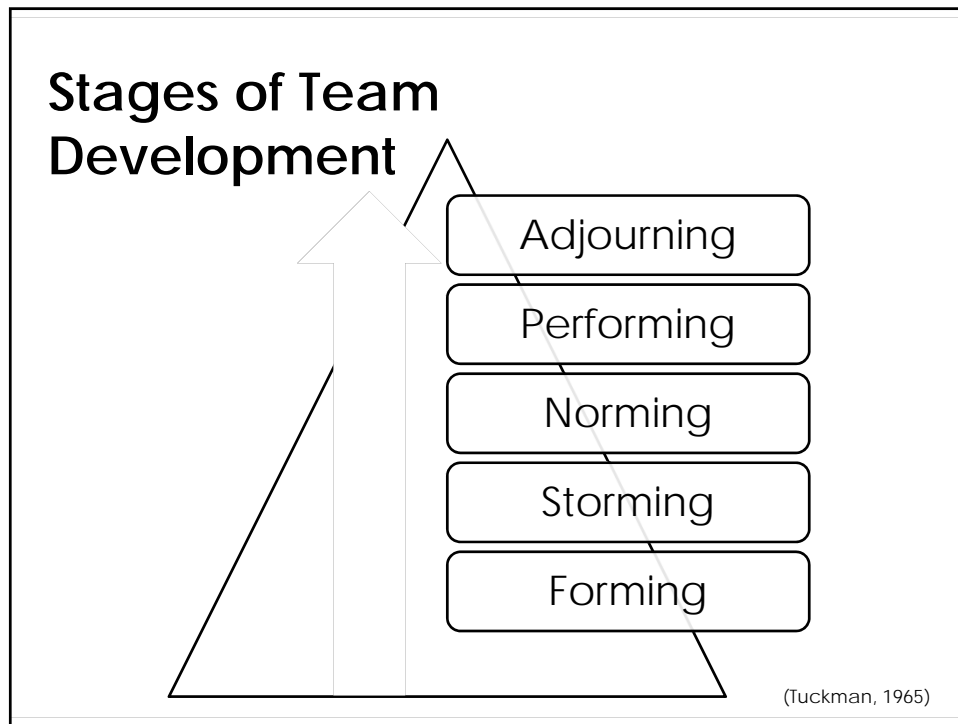 Stages of Team
Development
Adjourning
Performing
Norming
Storming
Forming
(Tuckman, 1965)